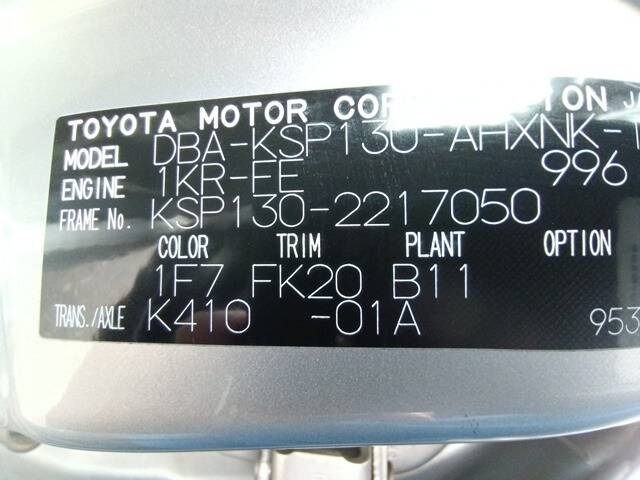 TOYOTA MOTOR CORPORATION
MODEL DBA-KSP130-AHXNK
ENGINE 1KR-FE 996
FRAME No. KSP130-2217050
COLOR TRIM PLANT OPTION
1F7 FK20 B11
TRANS./AXLE K410 -01A 953